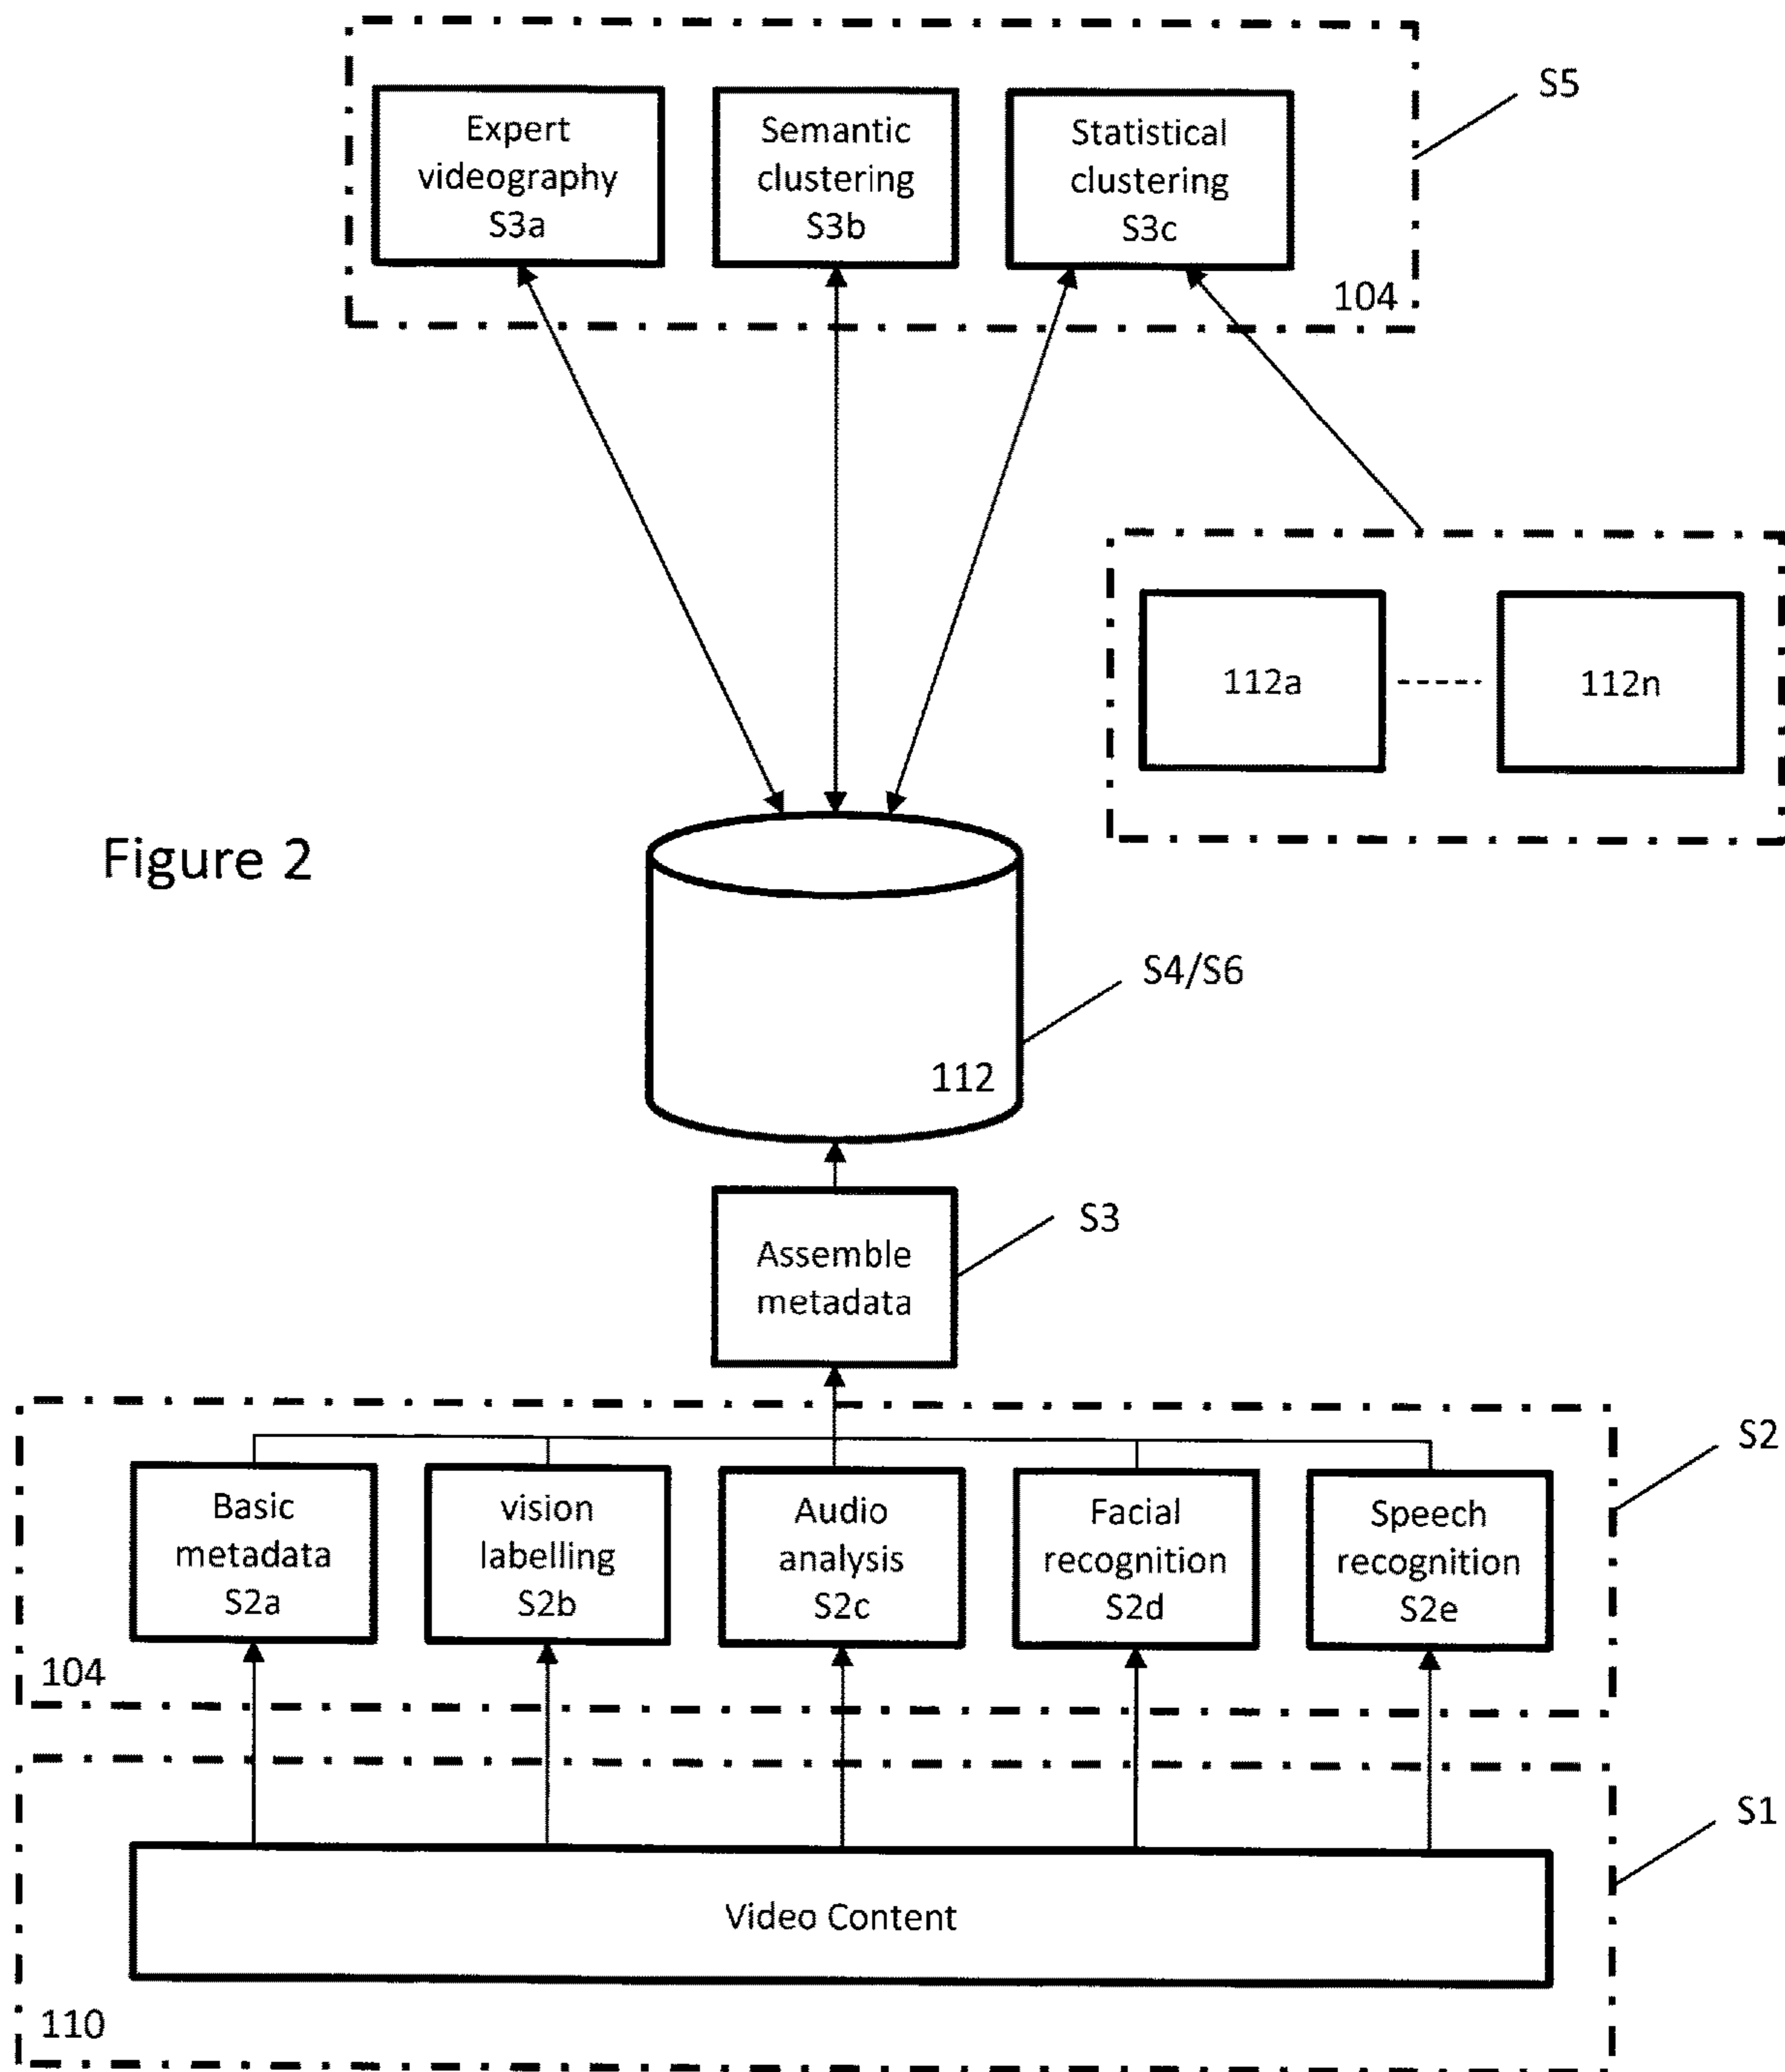 S5
Expert
videography
S3a
Semantic
clustering
S3b
Statistical
clustering
S3c
104
112a
112n
Figure 2
S4/S6
112
S3
Assemble
metadata
S2
Basic
metadata
S2a
vision
labelling
S2b
Audio
analysis
S2c
Facial
recognition
S2d
Speech
recognition
S2e
104
S1
Video Content
110